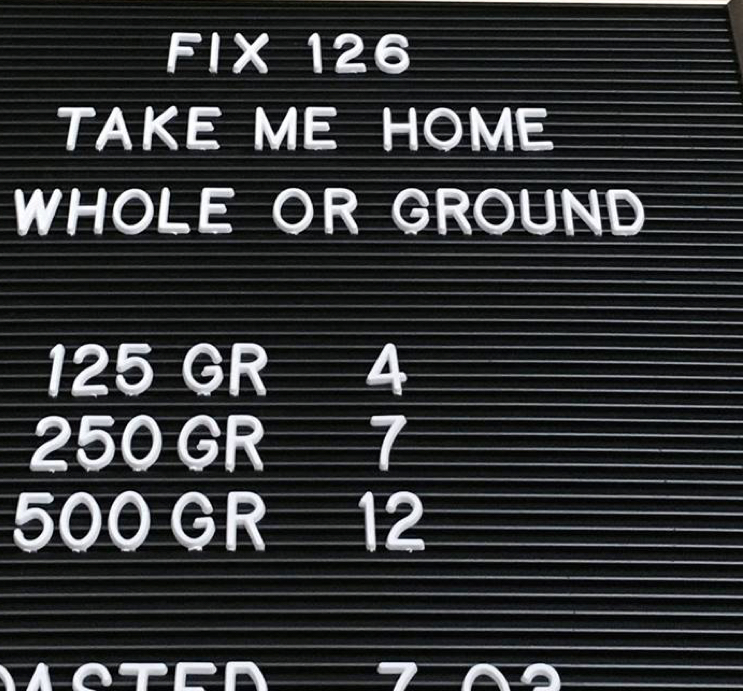 FIX 126
TAKE ME HOME
WHOLE OR GROUND
125 GR 4
250 GR 7
500 GR 12